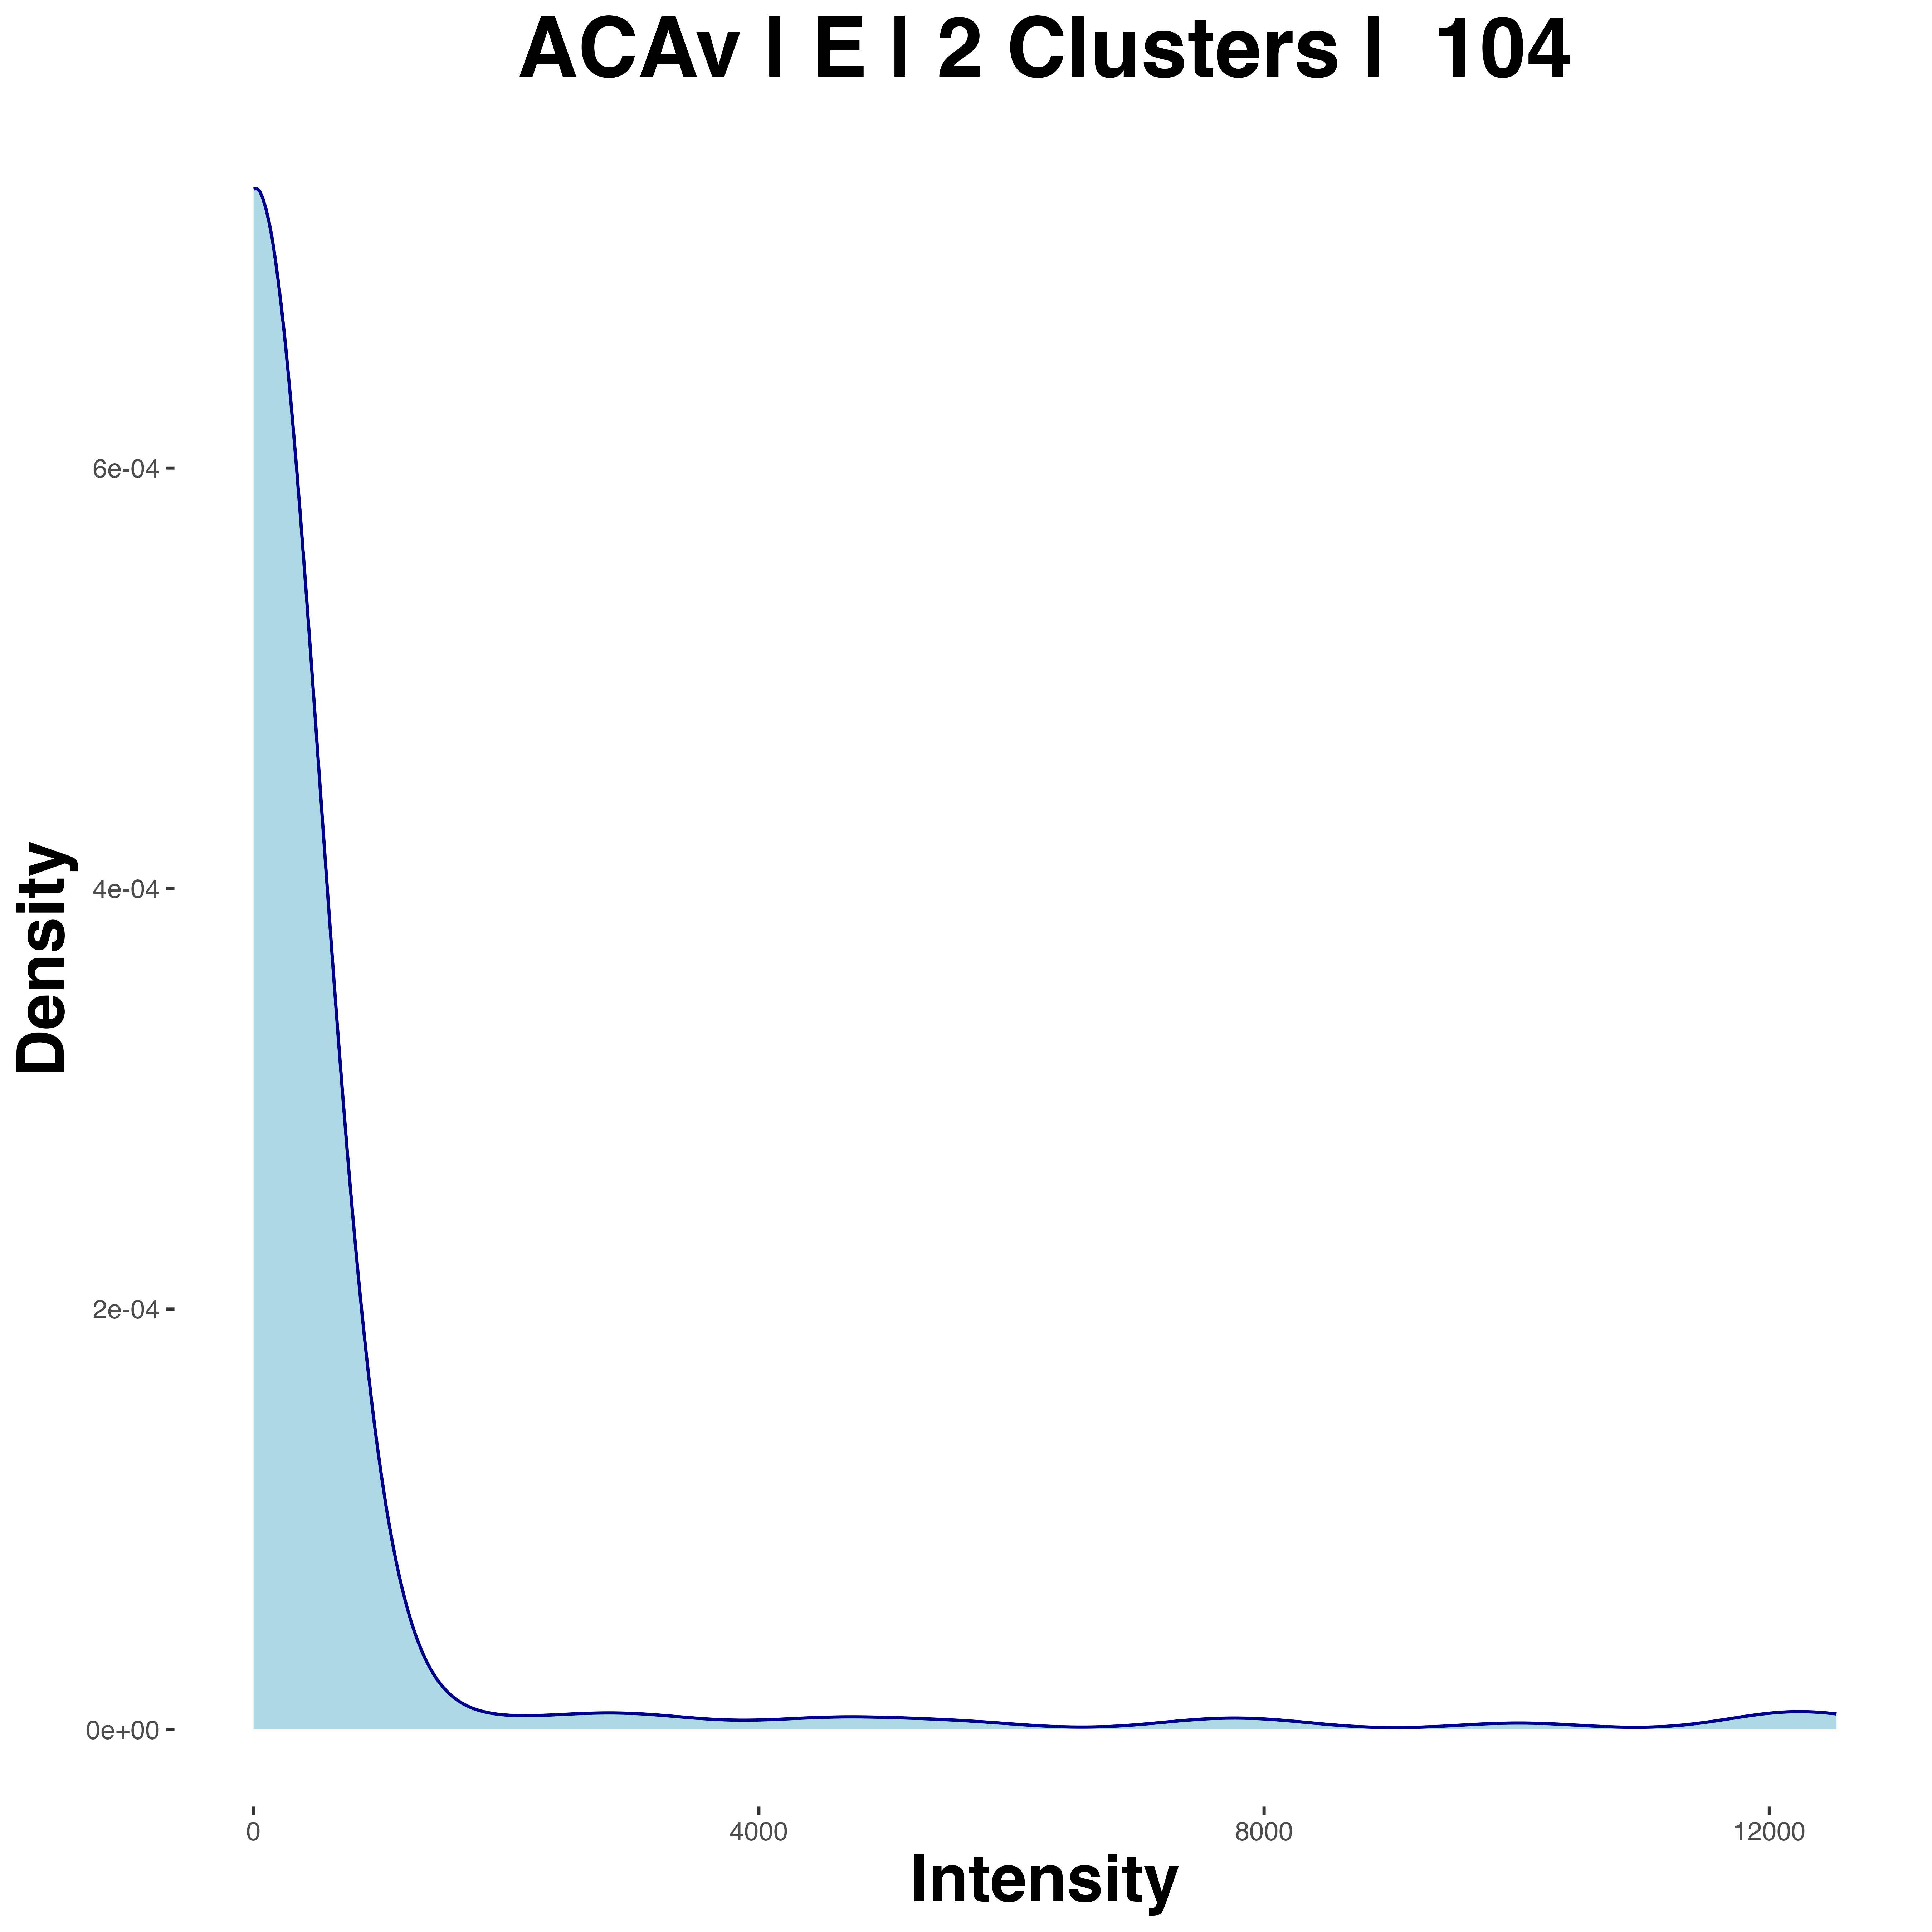 ACAv | E | 2 Clusters | 104
Density
6e-04
4e-04
2e-04
0e+00
0
4000
8000
12000
Intensity